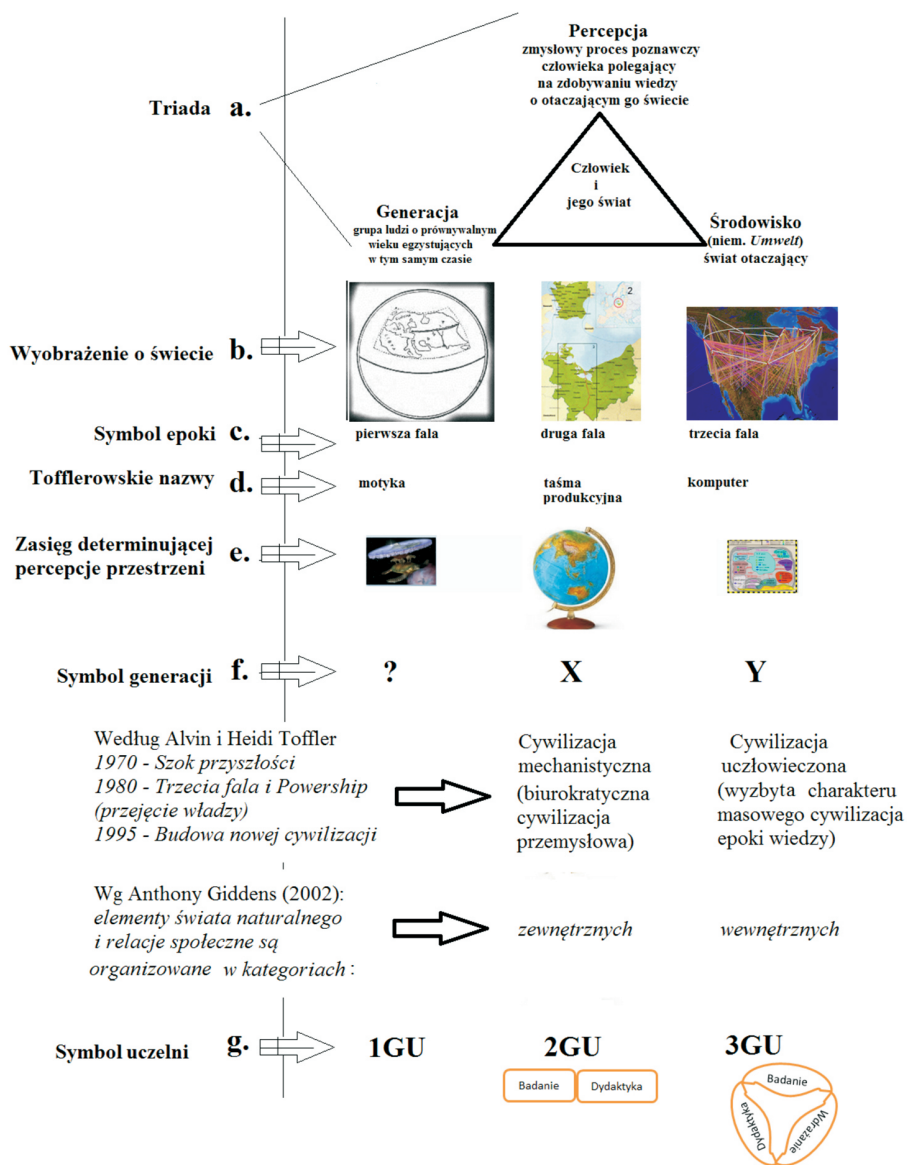 Percepcja
zmysłowy proces poznawczy
człowieka polegający
na zdobywaniu wiedzy
o otaczającym go świecie
Triada a.
Człowiek
i
jego świat
Generacja
grupa ludzi o prównywalnym
wieku egzystujących
w tym samym czasie
Środowisko
(niem. Umwelt)
świat otaczający
2
Wyobrażenie o świecie b.
Symbol epoki c.
pierwsza fala druga fala trzecia fala
Tofflerowskie nazwy d.
motyka taśma komputer
produkcyjna
Zasięg determinującej e.
percepcje przestrzeni
Symbol generacji f. ? X Y
Według Alvin i Heidi Toffler
1970 - Szok przyszłości
1980 - Trzecia fala i Powership
(przejęcie władzy)
1995 - Budowa nowej cywilizacji
Cywilizacja
mechanistyczna
(biurokratyczna
cywilizacja
przemysłowa)
Cywilizacja
uczłowieczona
(wyzbyta charakteru
masowego cywilizacja
epoki wiedzy)
Wg Anthony Giddens (2002):
elementy świata naturalnego
i relacje społeczne są
organizowane w kategoriach:
zewnętrznych wewnętrznych
Symbol uczelni g. 1GU 2GU 3GU
Badanie Dydaktyka
Badanie
Dydaktyka
Wdrażanie